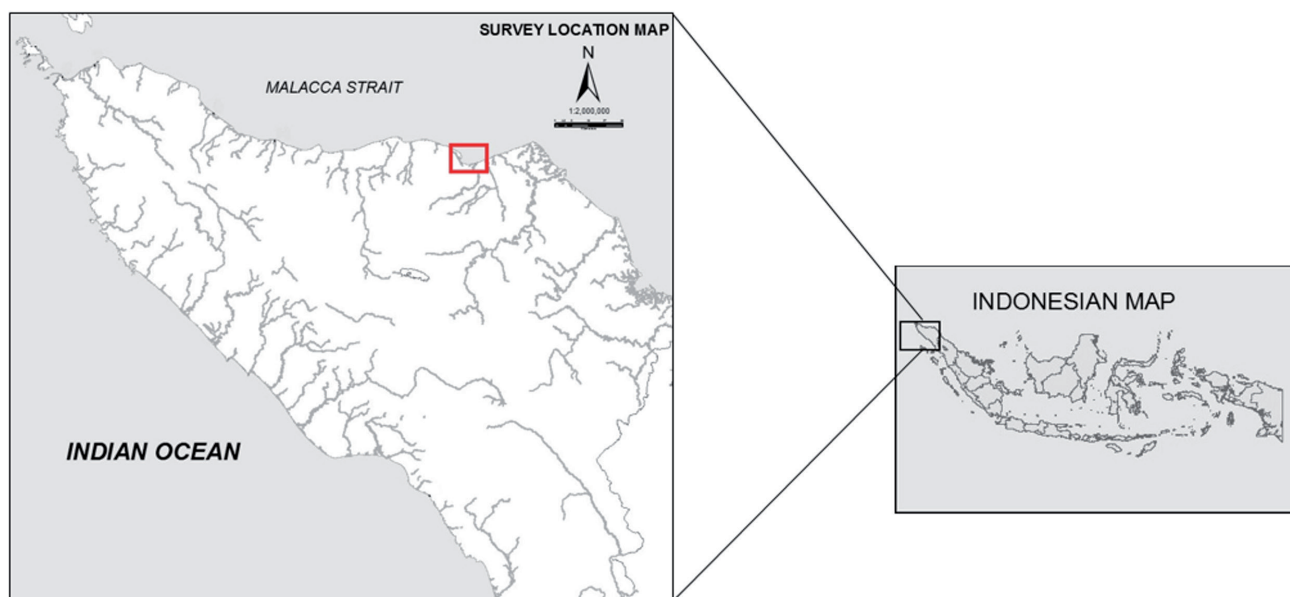 SURVEY LOCATION MAP
N
MALACCA STRAIT
1:2,000,000
INDIAN OCEAN
INDONESIAN MAP